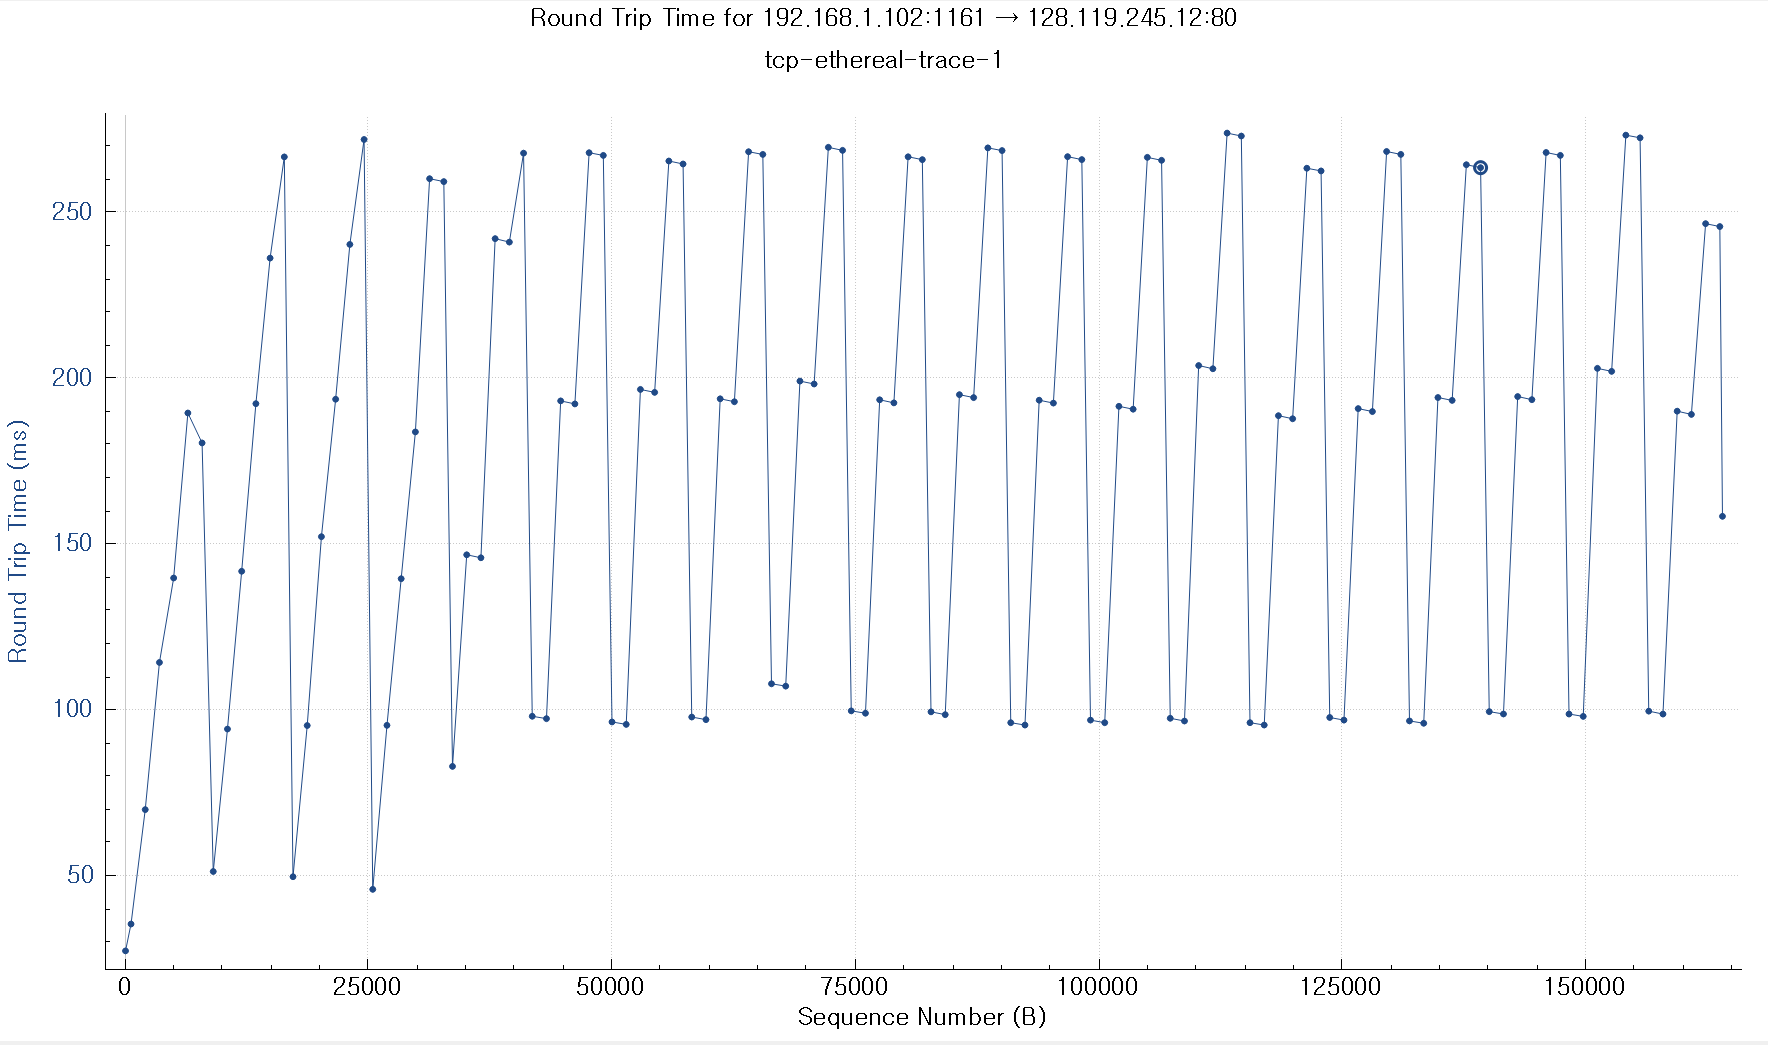 Round Trip Time for 192.168.1.102:1161 → 128.119.245.12:80
tcp-ethereal-trace-1
Round Trip Time (ms)
250
200
150
100
50
0 25000 50000 75000 100000 125000 150000
Sequence Number (B)